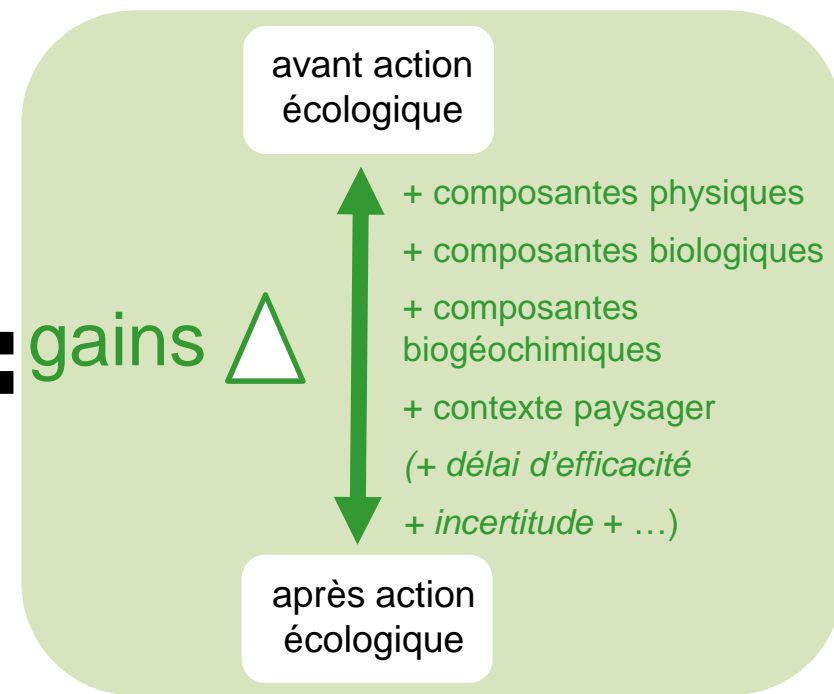 avant action
écologique
+ composantes physiques
+ composantes biologiques
+ composantes
biogéochimiques
gains
+ contexte paysager
(+ délai d’efficacité
+ incertitude + …)
après action
écologique